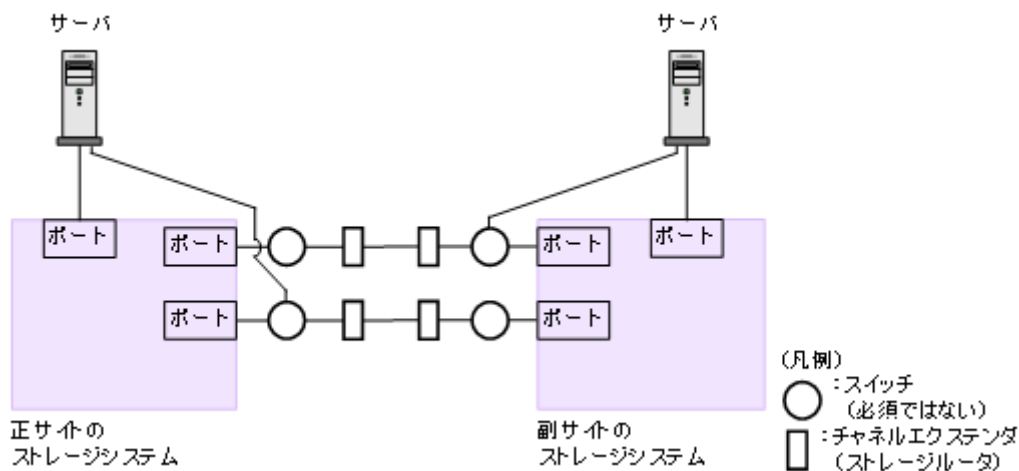 サーバ
サーバ
ポート
ポート
ポート
ポート
ポート
ポート
正サイトの
ストレージシステム
副サイトの
ストレージシステム
(凡例)
:スイッチ
(必須ではない)
:チャネルエクステンダ
(ストレージルータ)